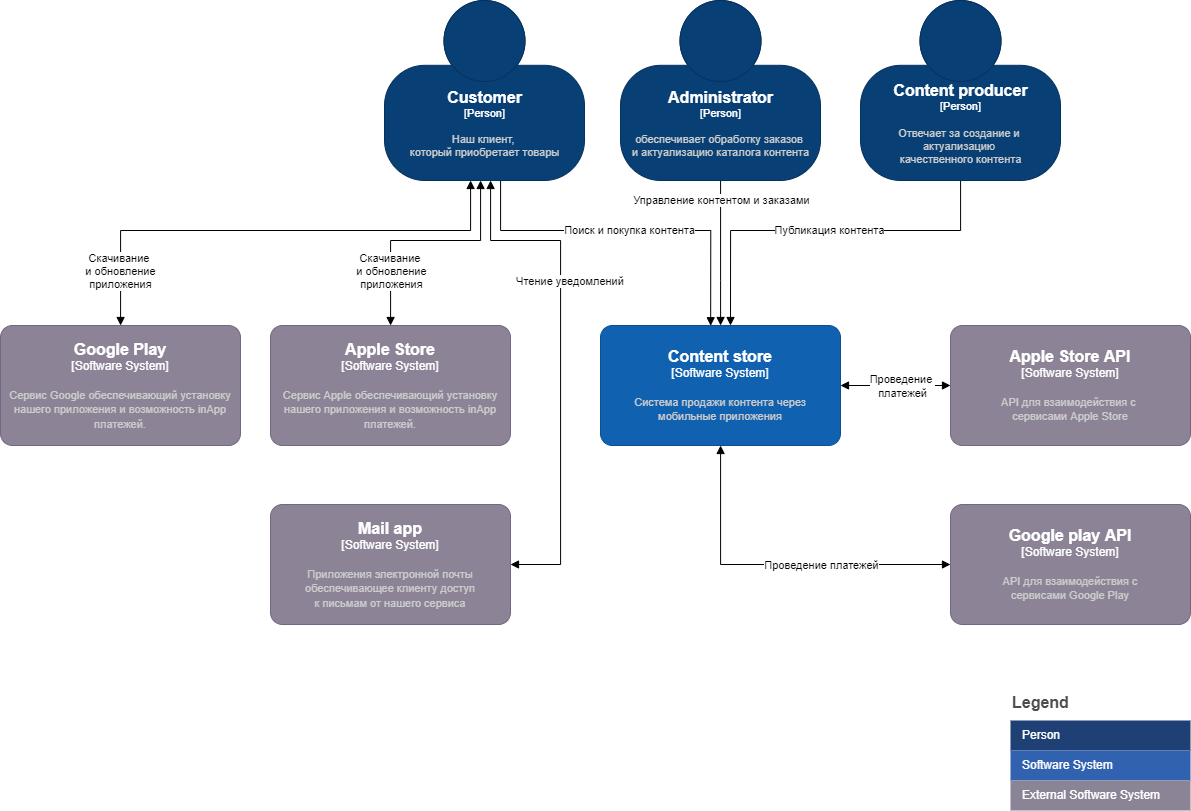 Customer
[Person]
Наш клиент,
который приобретает товары
Administrator
[Person]
обеспечивает обработку заказов
и актуализацию каталога контента
Content producer
[Person]
Отвечает за создание и
актуализацию
качественного контента
Управление контентом и заказами
Поиск и покупка контента
Публикация контента
Скачивание
и обновление
приложения
Скачивание
и обновление
приложения
Чтение уведомлений
Google Play
[Software System]
Сервис Google обеспечивающий установку
нашего приложения и возможность inApp
платежей.
Apple Store
[Software System]
Сервис Apple обеспечивающий установку
нашего приложения и возможность inApp
платежей.
Content store
[Software System]
Система продажи контента через
мобильные приложения
Проведение
платежей
Apple Store API
[Software System]
API для взаимодействия с
сервисами Apple Store
Mail app
[Software System]
Приложения электронной почты
обеспечивающее клиенту доступ
к письмам от нашего сервиса
Проведение платежей
Google play API
[Software System]
API для взаимодействия с
сервисами Google Play
Legend
Person
Software System
External Software System